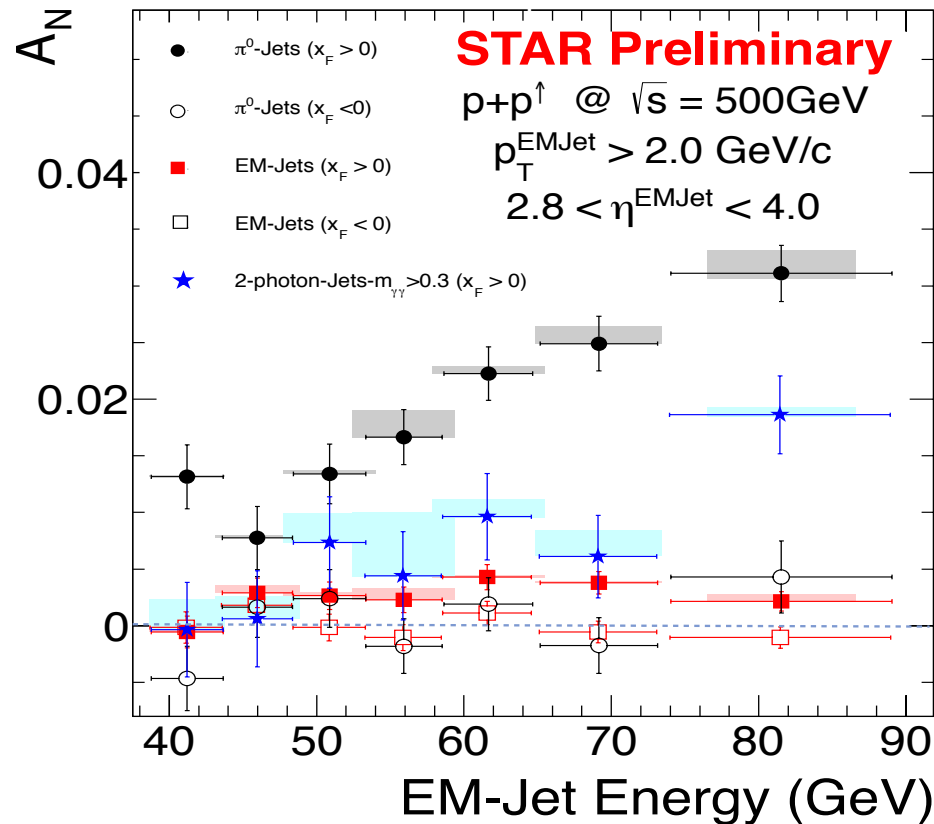 A_N
π⁰-Jets (x_F > 0)
π⁰-Jets (x_F <0)
EM-Jets (x_F > 0)
EM-Jets (x_F < 0)
2-photon-Jets-m_γγ>0.3 (x_F > 0)
STAR Preliminary
p+p↑ @ √s = 500GeV
p_T^EMJet > 2.0 GeV/c
2.8 < η^EMJet < 4.0
0.04
0.02
0
40 50 60 70 80 90
EM-Jet Energy (GeV)